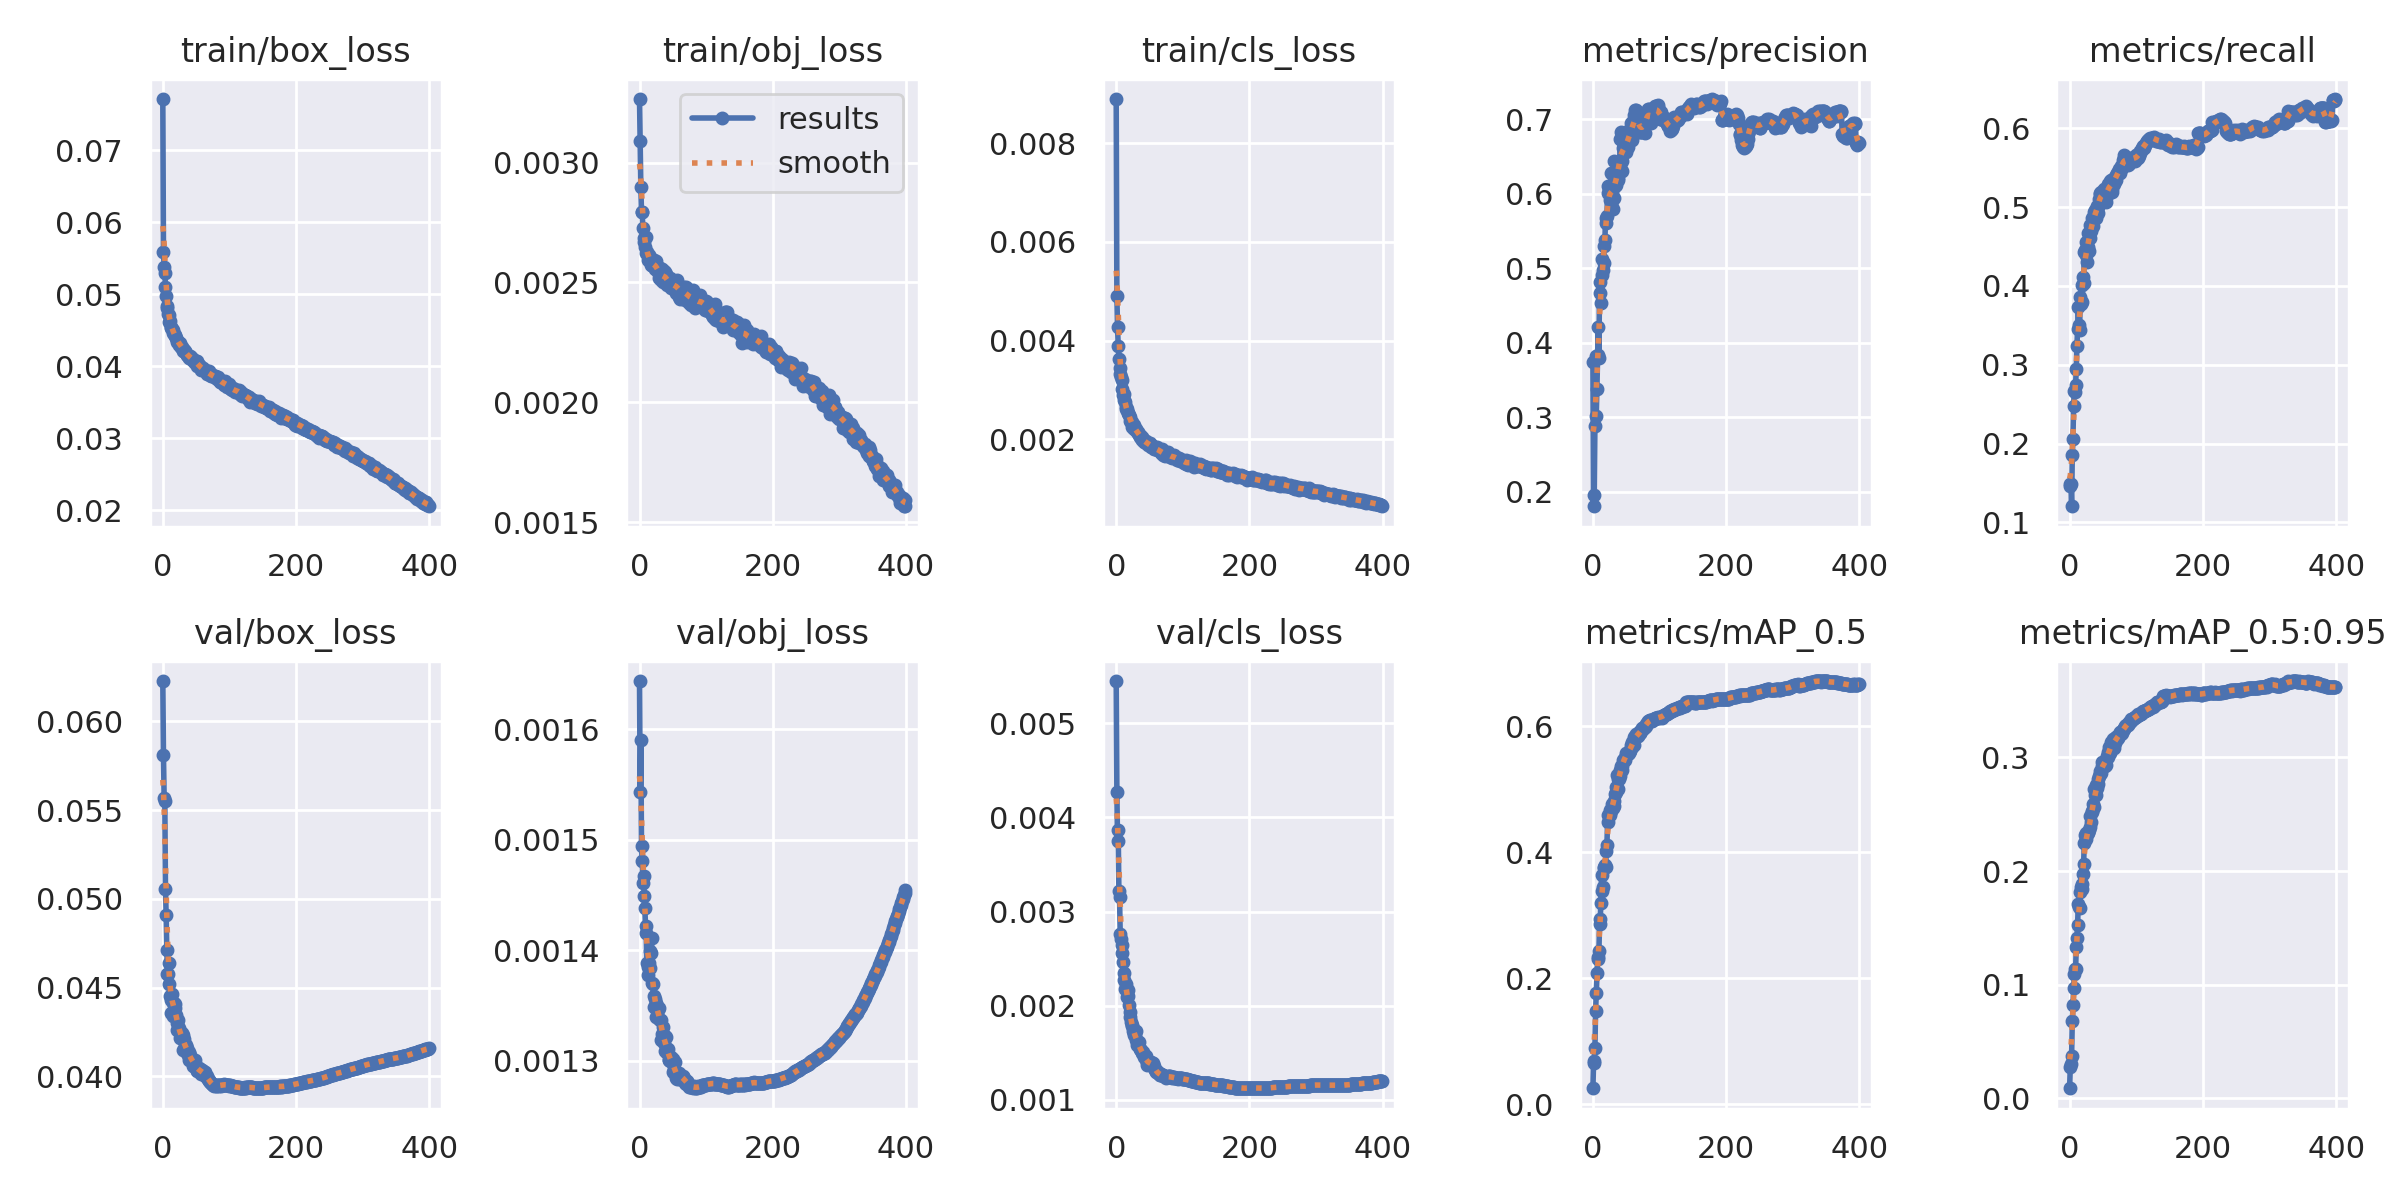 train/box_loss
train/obj_loss
train/cls_loss
metrics/precision
metrics/recall
results
smooth
0.07
0.06
0.05
0.04
0.03
0.02
0 200 400
0.0030
0.0025
0.0020
0.0015
0 200 400
0.008
0.006
0.004
0.002
0 200 400
0.7
0.6
0.5
0.4
0.3
0.2
0 200 400
0.6
0.5
0.4
0.3
0.2
0.1
0 200 400
val/box_loss
val/obj_loss
val/cls_loss
metrics/mAP_0.5
metrics/mAP_0.5:0.95
0.060
0.055
0.050
0.045
0.040
0 200 400
0.0016
0.0015
0.0014
0.0013
0 200 400
0.005
0.004
0.003
0.002
0.001
0 200 400
0.6
0.4
0.2
0.0
0 200 400
0.3
0.2
0.1
0.0
0 200 400